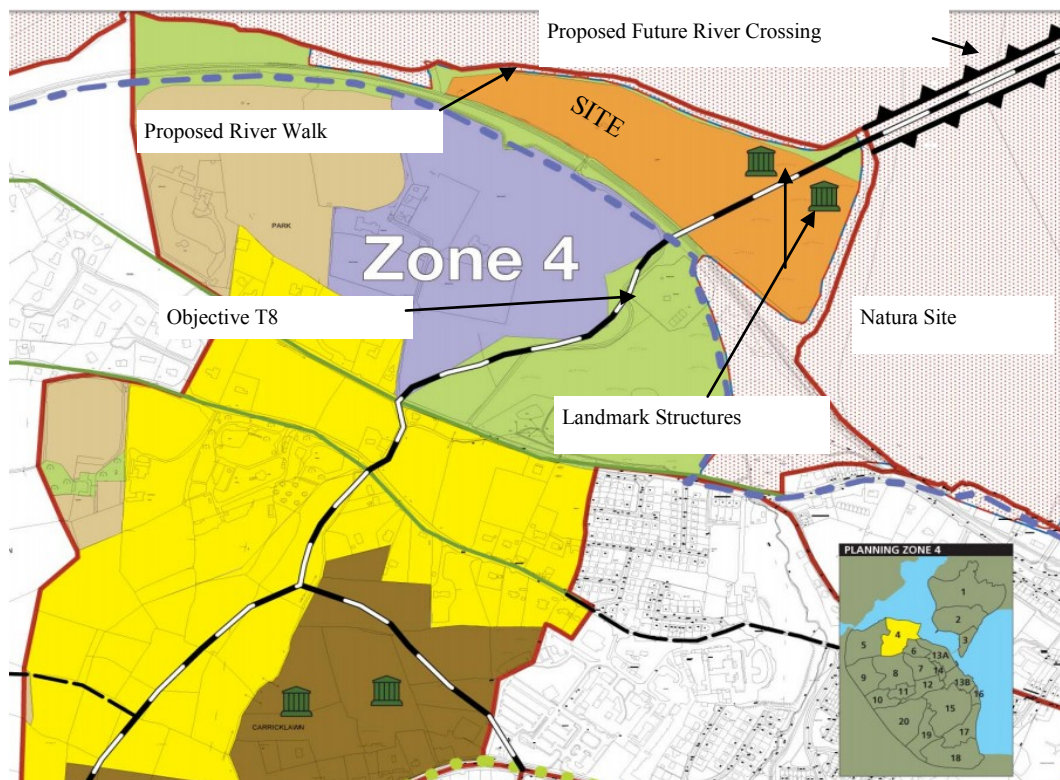 Proposed Future River Crossing
SITE
Proposed River Walk
PARK
Zone 4
Objective T8
Natura Site
Landmark Structures
CARRICKLAWN
PLANNING ZONE 4
1
2
3
4
5
6
13A
7
14
8
9
13B
12
11
16
10
15
20
17
19
18